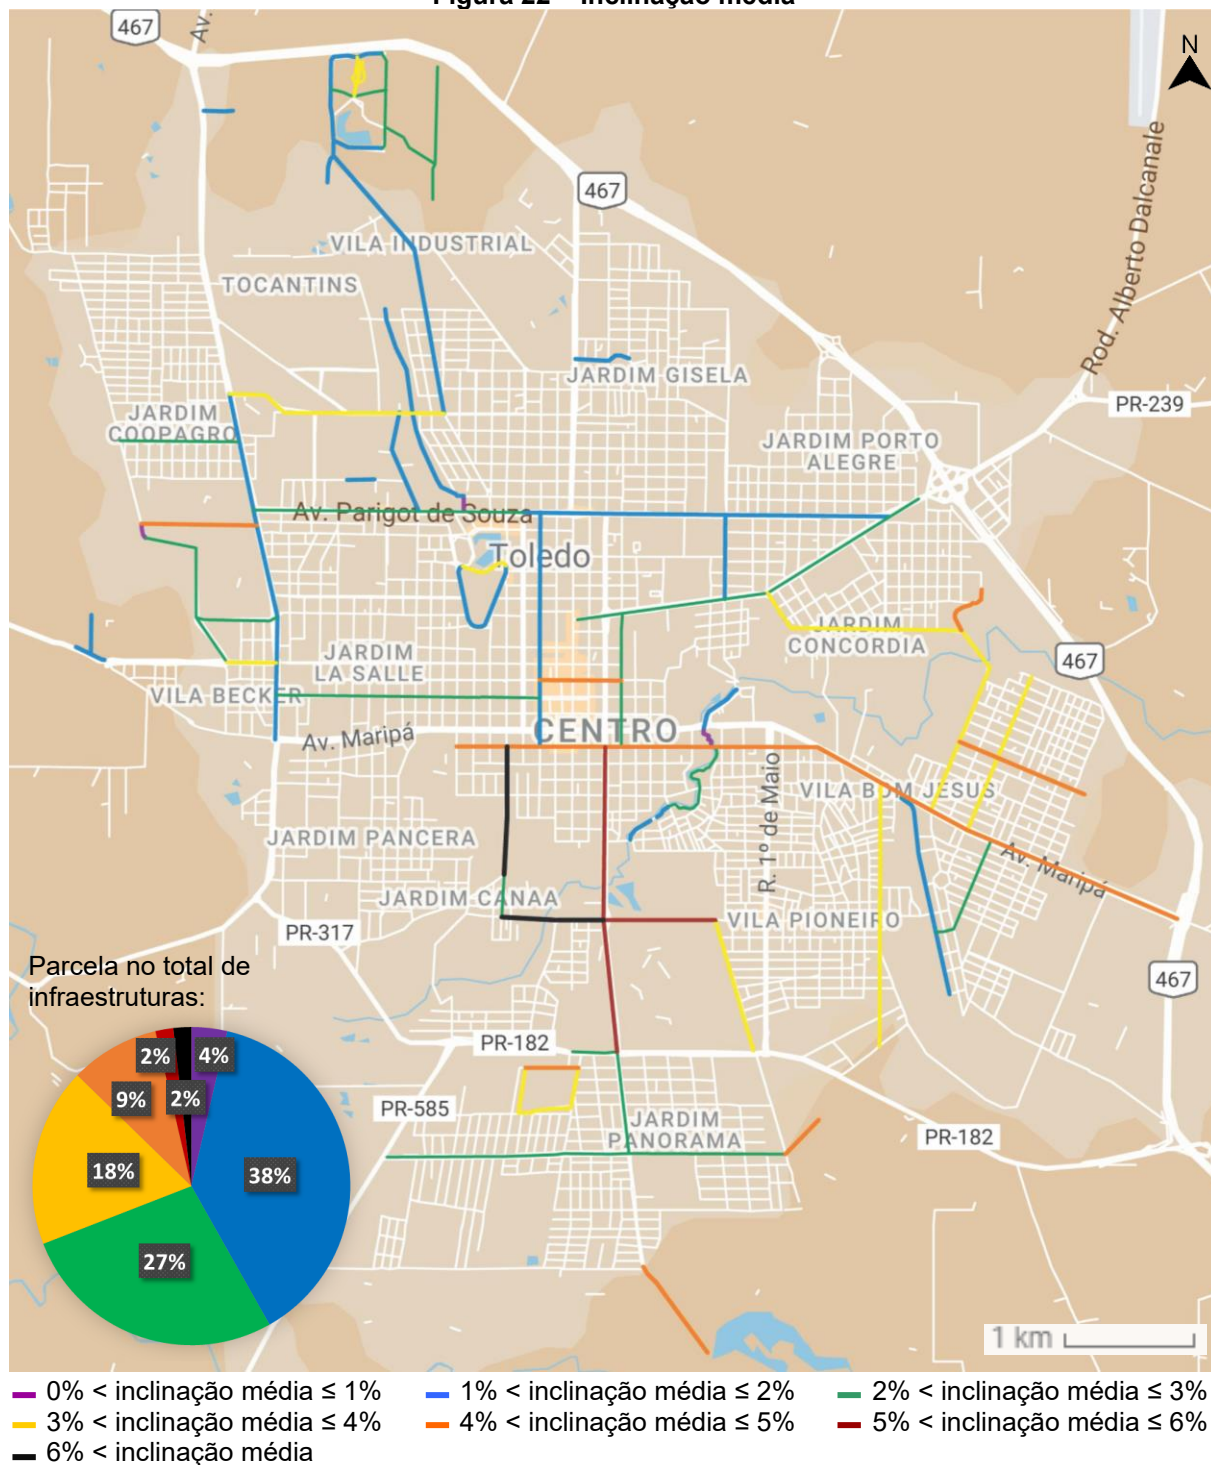 Figura 22 – Inclinação média
467
Av.
N
467
Rod. Alberto Dalcanale
VILA INDUSTRIAL
TOCANTINS
JARDIM GISELA
PR-239
JARDIM
COOPAGRO
JARDIM PORTO
ALEGRE
Av. Parigot de Souza
Toledo
JARDIM
CONCORDIA
JARDIM
LA SALLE
467
VILA BECKER
CENTRO
Av. Maripá
R. 1º de Maio
VILA BOM JESUS
JARDIM PANCERA
Av. Maripá
JARDIM CANAA
VILA PIONEIRO
PR-317
Parcela no total de
infraestruturas:
467
PR-182
2%
4%
9%
2%
PR-585
JARDIM
PANORAMA
PR-182
18%
38%
27%
1 km
0% < inclinação média ≤ 1%
1% < inclinação média ≤ 2%
2% < inclinação média ≤ 3%
3% < inclinação média ≤ 4%
4% < inclinação média ≤ 5%
5% < inclinação média ≤ 6%
6% < inclinação média